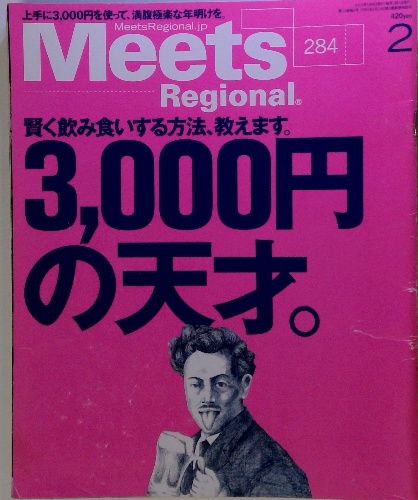 上手に3,000円を使って、満腹極楽な年明けを。
MeetsRegional.jp
Meets
Regional®
284
420yen
2
賢く飲み食いする方法、教えます。
3,000円
の天才。